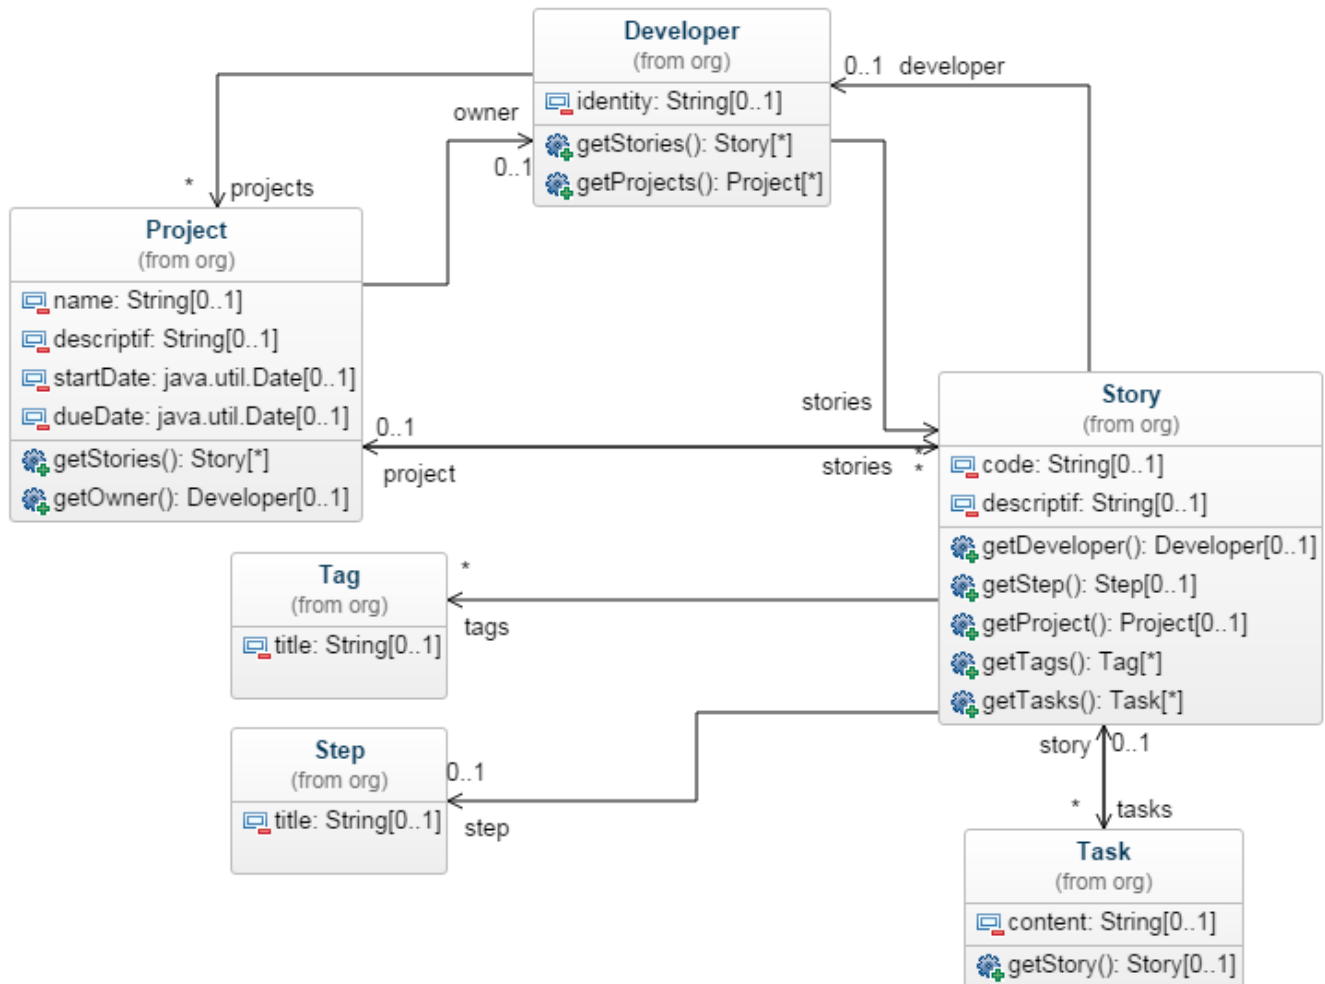 Developer
(from org)
identity: String[0..1]
getStories(): Story[*]
getProjects(): Project[*]
0..1 developer
owner
0..1
* projects
Project
(from org)
name: String[0..1]
descriptif: String[0..1]
startDate: java.util.Date[0..1]
dueDate: java.util.Date[0..1]
getStories(): Story[*]
getOwner(): Developer[0..1]
0..1
project
stories
stories
*
*
Story
(from org)
code: String[0..1]
descriptif: String[0..1]
getDeveloper(): Developer[0..1]
getStep(): Step[0..1]
getProject(): Project[0..1]
getTags(): Tag[*]
getTasks(): Task[*]
Tag
(from org)
title: String[0..1]
*
tags
Step
(from org)
title: String[0..1]
0..1
step
story 0..1
* tasks
Task
(from org)
content: String[0..1]
getStory(): Story[0..1]